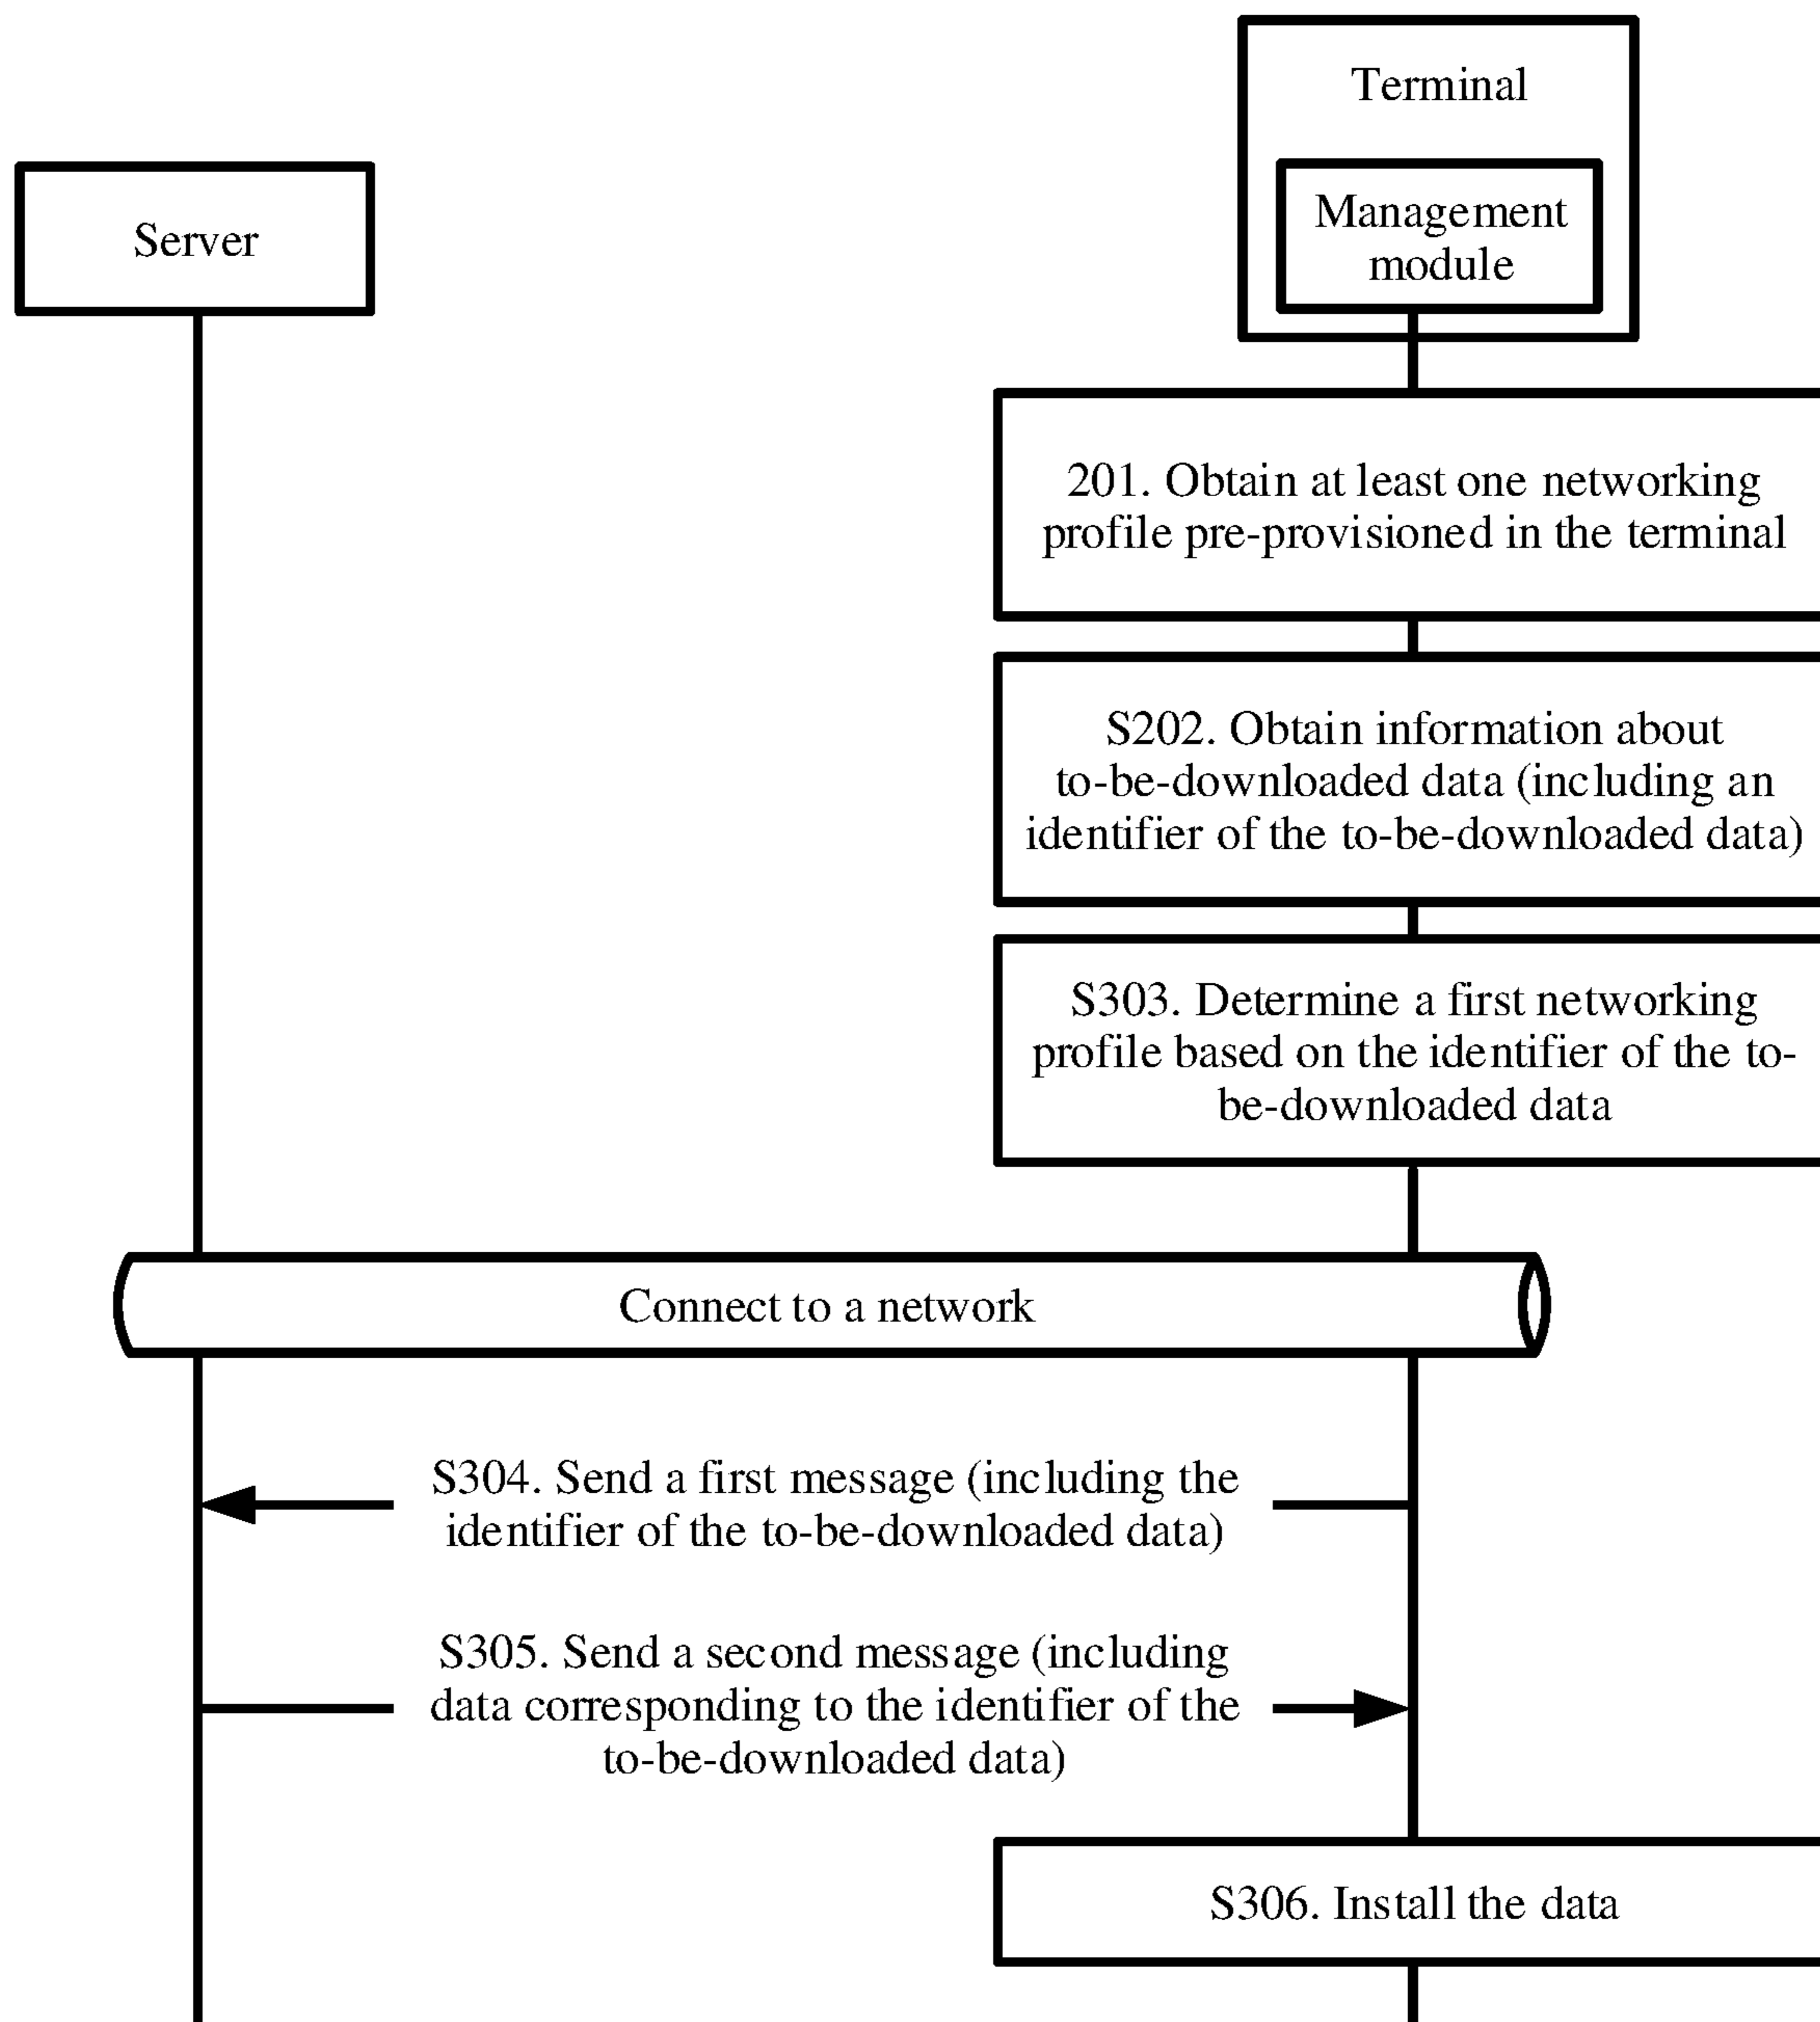 Terminal
Management
module
Server
201. Obtain at least one networking
profile pre-provisioned in the terminal
S202. Obtain information about
to-be-downloaded data (including an
identifier of the to-be-downloaded data)
S303. Determine a first networking
profile based on the identifier of the to-
be-downloaded data
Connect to a network
S304. Send a first message (including the
identifier of the to-be-downloaded data)
S305. Send a second message (including
data corresponding to the identifier of the
to-be-downloaded data)
S306. Install the data